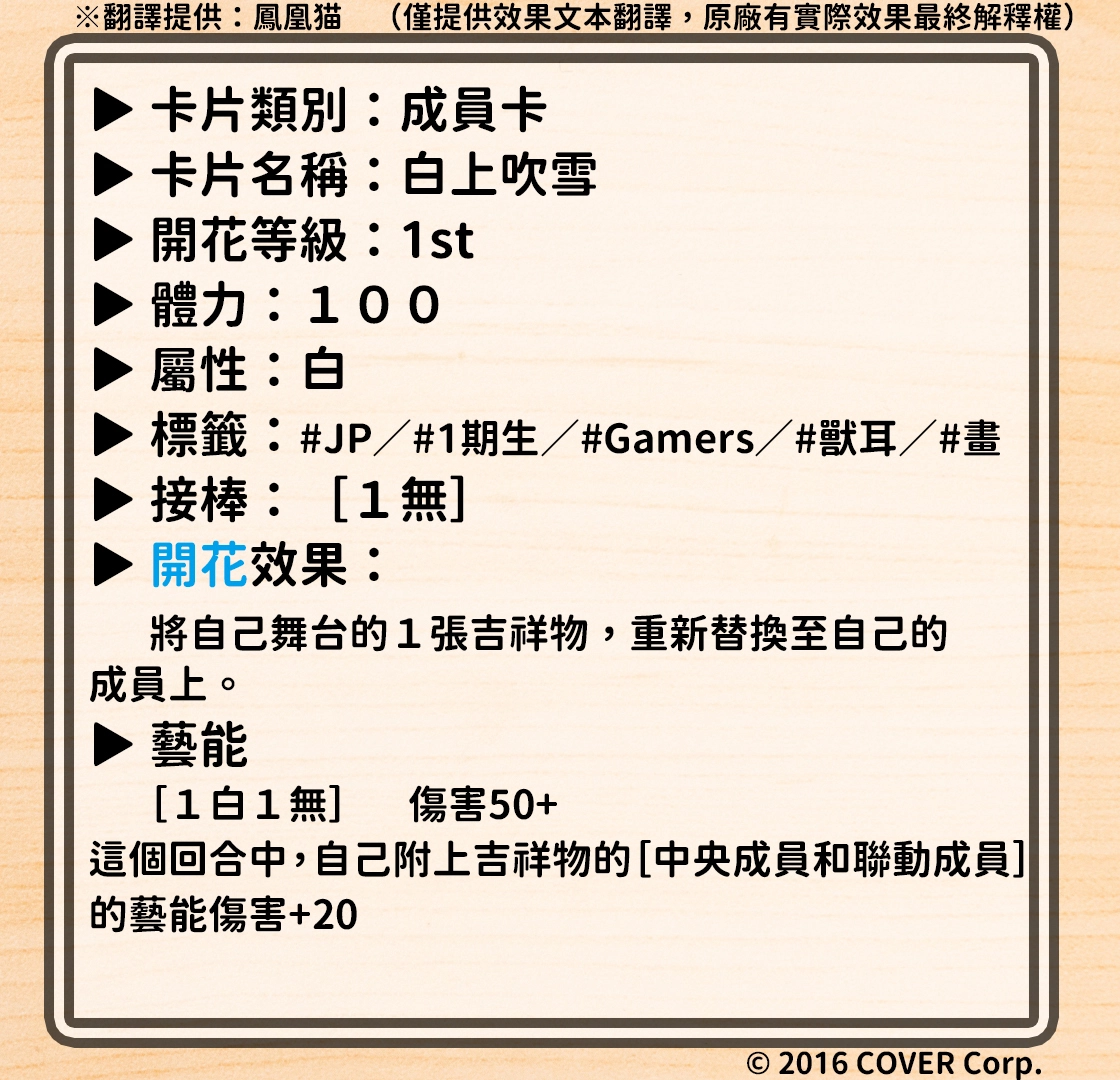 ※翻譯提供：鳳凰猫　（僅提供效果文本翻譯，原廠有實際效果最終解釋權）
▶ 卡片類別：成員卡
▶ 卡片名稱：白上吹雪
▶ 開花等級：1st
▶ 體力：１００
▶ 屬性：白
▶ 標籤：#JP／#1期生／#Gamers／#獸耳／#畫
▶ 接棒：［１無］
▶ 開花效果：
將自己舞台的１張吉祥物，重新替換至自己的
成員上。
▶ 藝能
［１白１無］　傷害50+
這個回合中，自己附上吉祥物的［中央成員和聯動成員］
的藝能傷害+20
© 2016 COVER Corp.